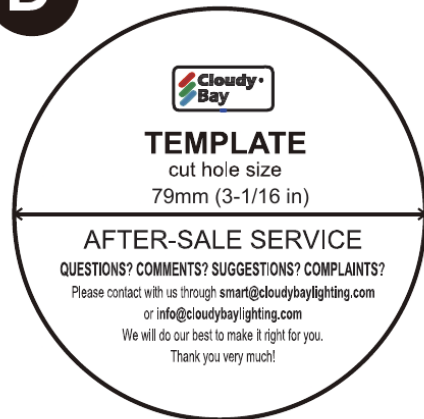 Cloudy
Bay
TEMPLATE
cut hole size
79mm (3-1/16 in)
AFTER-SALE SERVICE
QUESTIONS? COMMENTS? SUGGESTIONS? COMPLAINTS?
Please contact with us through smart@cloudybaylighting.com
or info@cloudybaylighting.com
We will do our best to make it right for you.
Thank you very much!